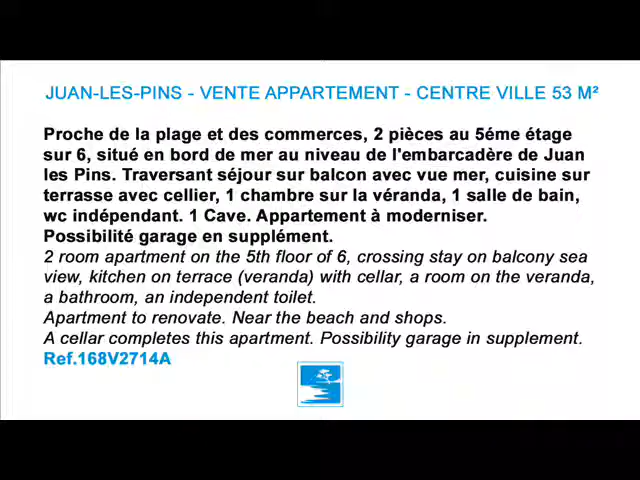 JUAN-LES-PINS - VENTE APPARTEMENT - CENTRE VILLE 53 M²
Proche de la plage et des commerces, 2 pièces au 5éme étage
sur 6, situé en bord de mer au niveau de l'embarcadère de Juan
les Pins. Traversant séjour sur balcon avec vue mer, cuisine sur
terrasse avec cellier, 1 chambre sur la véranda, 1 salle de bain,
wc indépendant. 1 Cave. Appartement à moderniser.
Possibilité garage en supplément.
2 room apartment on the 5th floor of 6, crossing stay on balcony sea
view, kitchen on terrace (veranda) with cellar, a room on the veranda,
a bathroom, an independent toilet.
Apartment to renovate. Near the beach and shops.
A cellar completes this apartment. Possibility garage in supplement.
Ref.168V2714A